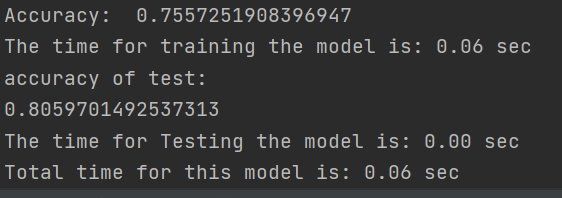 Accuracy:  0.7557251908396947
The time for training the model is: 0.06 sec
accuracy of test:
0.8059701492537313
The time for Testing the model is: 0.00 sec
Total time for this model is: 0.06 sec